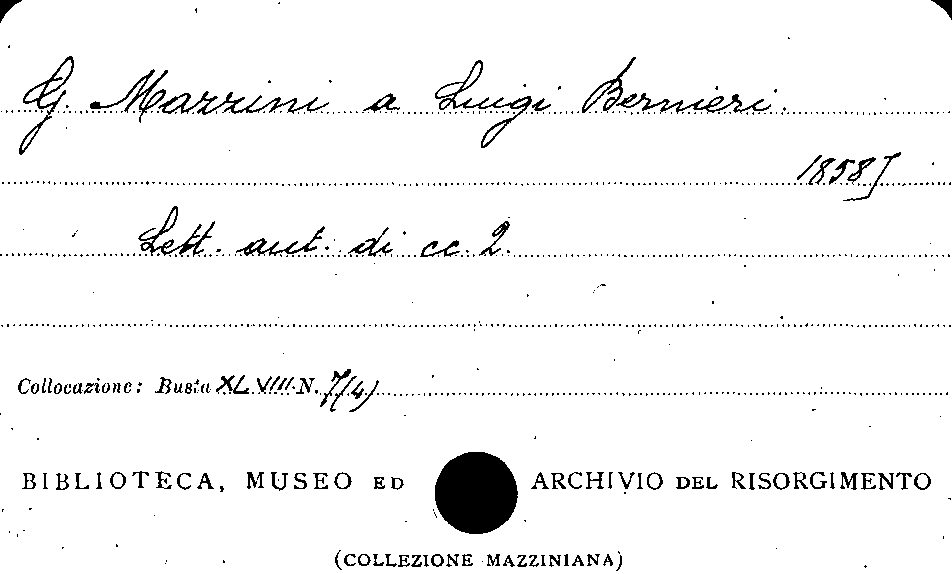 G. Mazzini a Luigi Bernieri.
1858]
Lett. aut. di cc. 2.
Collocazione: Busta XLVIII N. 7(4)
BIBLIOTECA, MUSEO ED ARCHIVIO DEL RISORGIMENTO
(COLLEZIONE MAZZINIANA)